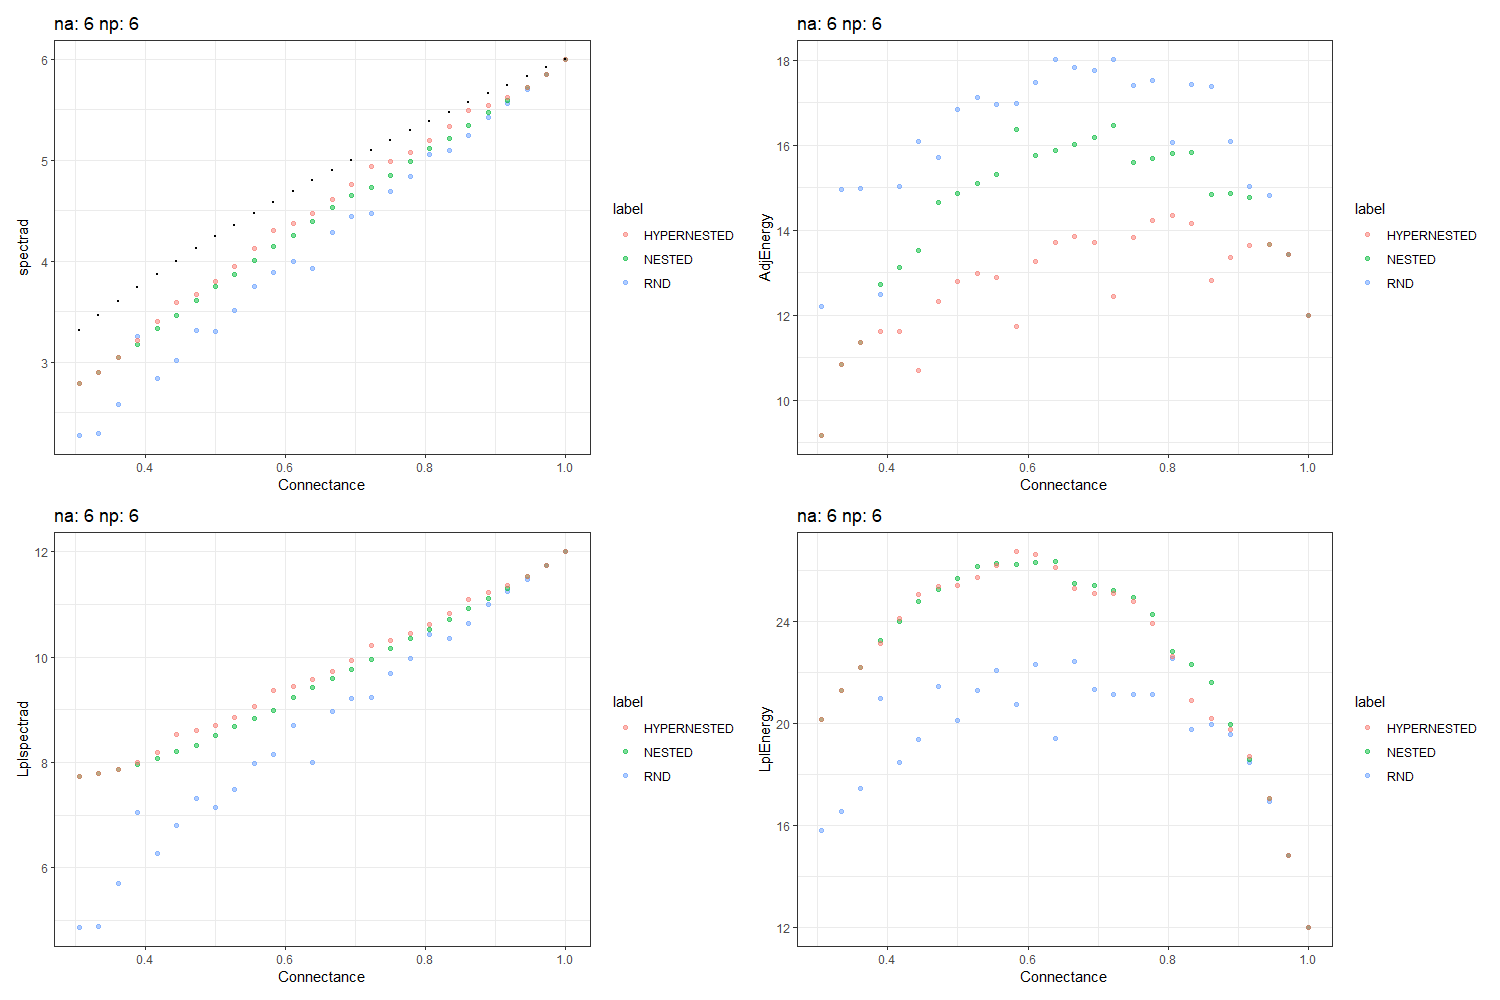 na: 6 np: 6
spectrad
6
5
4
3
0.4 0.6 0.8 1.0
Connectance
label
HYPERNESTED
NESTED
RND
na: 6 np: 6
AdjEnergy
18
16
14
12
10
0.4 0.6 0.8 1.0
Connectance
label
HYPERNESTED
NESTED
RND
na: 6 np: 6
Lplspectrad
12
10
8
6
0.4 0.6 0.8 1.0
Connectance
label
HYPERNESTED
NESTED
RND
na: 6 np: 6
LplEnergy
24
20
16
12
0.4 0.6 0.8 1.0
Connectance
label
HYPERNESTED
NESTED
RND